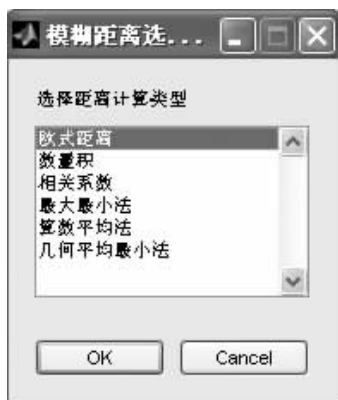 模糊距离选...
选择距离计算类型
欧式距离
数量积
相关系数
最大最小法
算数平均法
几何平均最小法
OK
Cancel